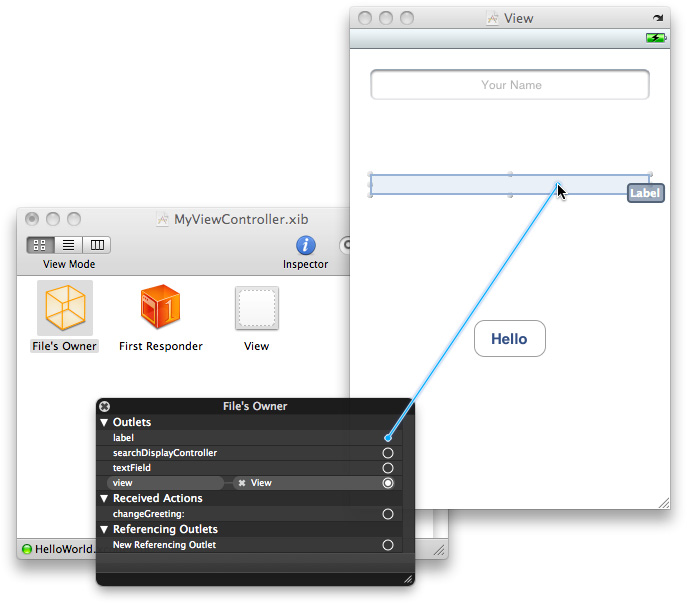 View
Your Name
Label
Hello
MyViewController.xib
View Mode
Inspector
File's Owner
First Responder
View
File's Owner
Outlets
label
searchDisplayController
textField
view
View
Received Actions
changeGreeting:
Referencing Outlets
New Referencing Outlet
HelloWorld